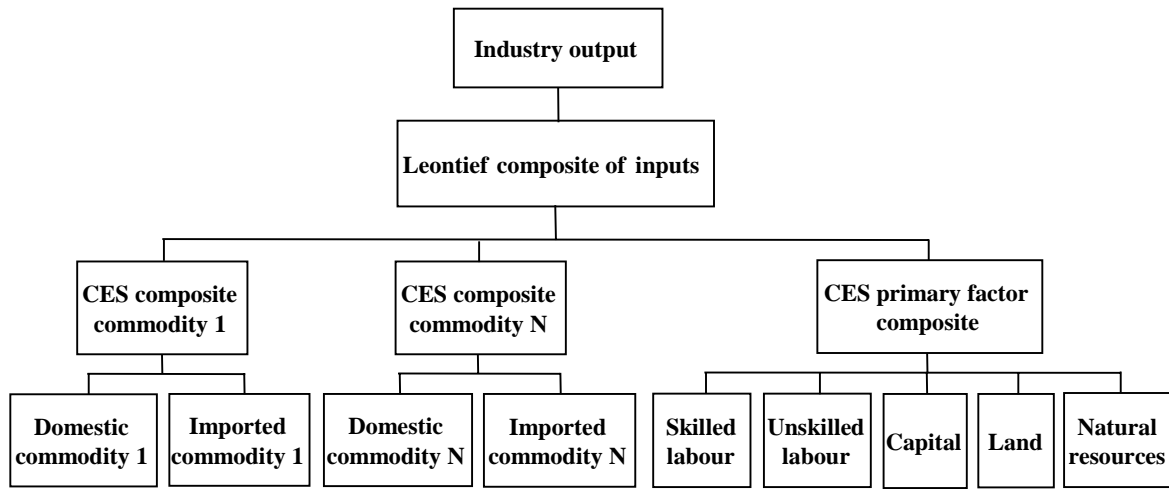 Industry output
Leontief composite of inputs
CES composite
commodity 1
CES composite
commodity N
CES primary factor
composite
Domestic
commodity 1
Imported
commodity 1
Domestic
commodity N
Imported
commodity N
Skilled
labour
Unskilled
labour
Capital
Land
Natural
resources